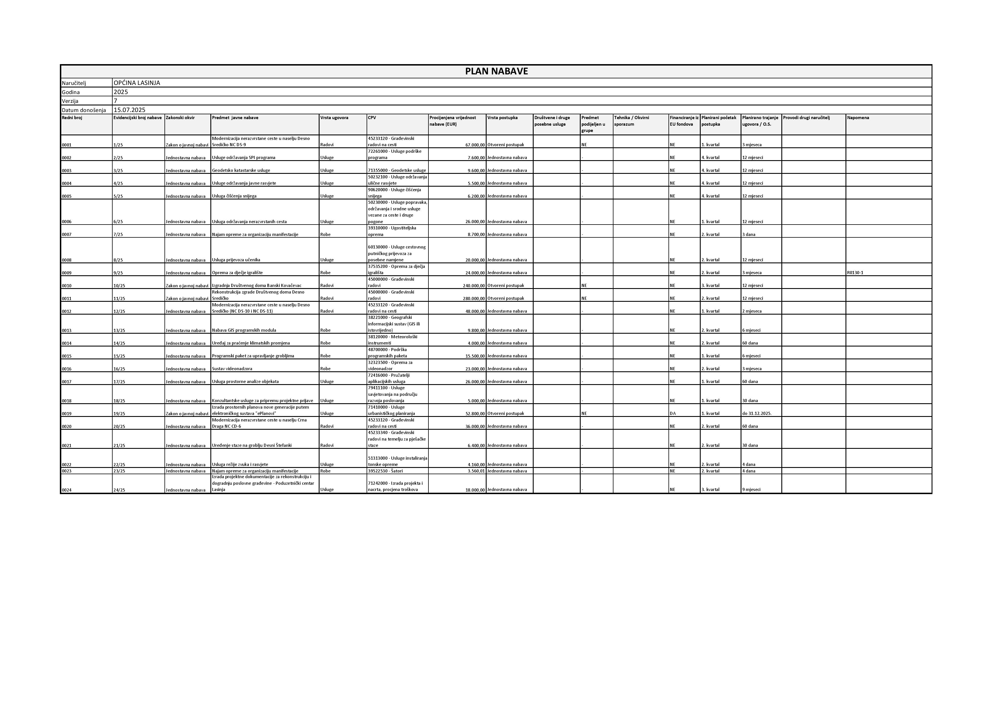 PLAN NABAVE
Naručitelj OPĆINA LASINJA
Godina 2025
Verzija 7
Datum donošenja 15.07.2025
Redni broj Evidencijski broj nabave Zakonski okvir Predmet javne nabave Vrsta ugovora CPV Procijenjena vrijednost Vrsta postupka Društvene i druge Predmet Tehnika / Okvirni Financiranje iz Planirani početak Planirano trajanje Provodi drugi naručitelj Napomena
nabave (EUR) posebne usluge podijeljen u sporazum EU fondova postupka ugovora / O.S.
grupe
Modernizacija nerazvrstane ceste u naselju Desno 45233120 - Građevinski
0001 1/25 Zakon o javnoj nabavi Sredičko NC DS-9 Radovi radovi na cesti 67.000,00 Otvoreni postupak NE NE 1. kvartal 3 mjeseca
72261000 - Usluge podrške
0002 2/25 Jednostavna nabava Usluge održavanja SPI programa Usluge programa 7.600,00 Jednostavna nabava - NE 4. kvartal 12 mjeseci
0003 3/25 Jednostavna nabava Geodetsko katastarske usluge Usluge 71355000 - Geodetske usluge 9.600,00 Jednostavna nabava - NE 4. kvartal 12 mjeseci
50232100 - Usluge održavanja
0004 4/25 Jednostavna nabava Usluge održavanja javne rasvjete Usluge ulične rasvjete 5.500,00 Jednostavna nabava - NE 4. kvartal 12 mjeseci
90620000 - Usluge čišćenja
0005 5/25 Jednostavna nabava Usluga čišćenja snijega Usluge snijega 6.200,00 Jednostavna nabava - NE 4. kvartal 12 mjeseci
50230000 - Usluge popravaka,
održavanja i srodne usluge
vezane za ceste i druge
0006 6/25 Jednostavna nabava Usluga održavanja nerazvrstanih cesta Usluge pogone 26.000,00 Jednostavna nabava - NE 1. kvartal 12 mjeseci
39310000 - Ugostiteljska
0007 7/25 Jednostavna nabava Najam opreme za organizaciju manifestacije Robe oprema 8.700,00 Jednostavna nabava - NE 2. kvartal 3 dana
60130000 - Usluge cestovnog
putničkog prijevoza za
0008 8/25 Jednostavna nabava Usluga prijevoza učenika Usluge posebne namjene 20.000,00 Jednostavna nabava - NE 2. kvartal 12 mjeseci
37535200 - Oprema za dječja
0009 9/25 Jednostavna nabava Oprema za dječje igralište Robe igrališta 24.000,00 Jednostavna nabava - NE 2. kvartal 3 mjeseca R0130-1
45000000 - Građevinski
0010 10/25 Zakon o javnoj nabavi Izgradnja Društvenog doma Banski Kovačevac Radovi radovi 240.000,00 Otvoreni postupak NE NE 3. kvartal 12 mjeseci
Rekonstrukcija zgrade Društvenog doma Desno 45000000 - Građevinski
0011 11/25 Zakon o javnoj nabavi Sredičko Radovi radovi 280.000,00 Otvoreni postupak NE NE 2. kvartal 12 mjeseci
Modernizacija nerazvrstane ceste u naselju Desno 45233120 - Građevinski
0012 12/25 Jednostavna nabava Sredičko (NC DS-10 i NC DS-11) Radovi radovi na cesti 48.000,00 Jednostavna nabava - NE 1. kvartal 2 mjeseca
38221000 - Geografski
informacijski sustav (GIS ili
0013 13/25 Jednostavna nabava Nabava GIS programskih modula Robe istovrijedno) 9.800,00 Jednostavna nabava - NE 2. kvartal 6 mjeseci
38120000 - Meteorološki
0014 14/25 Jednostavna nabava Uređaj za praćenje klimatskih promjena Robe instrumenti 4.000,00 Jednostavna nabava - NE 2. kvartal 60 dana
48700000 - Podrška
0015 15/25 Jednostavna nabava Programski paket za upravljanje grobljima Robe programskih paketa 15.500,00 Jednostavna nabava - NE 1. kvartal 6 mjeseci
32323500 - Oprema za
0016 16/25 Jednostavna nabava Sustav videonadzora Robe videonadzor 23.000,00 Jednostavna nabava - NE 2. kvartal 3 mjeseca
72416000 - Pružatelji
0017 17/25 Jednostavna nabava Usluga prostorne analize objekata Usluge aplikacijskih usluga 26.000,00 Jednostavna nabava - NE 1. kvartal 60 dana
79411100 - Usluge
savjetovanja na području
0018 18/25 Jednostavna nabava Konzultantske usluge za pripremu projektne prijave Usluge razvoja poslovanja 5.000,00 Jednostavna nabava - NE 1. kvartal 30 dana
Izrada prostornih planova nove generacije putem 71410000 - Usluge
0019 19/25 Zakon o javnoj nabavi elektroničkog sustava "ePlanovi" Usluge urbanističkog planiranja 52.800,00 Otvoreni postupak NE DA 1. kvartal do 31.12.2025.
Modernizacija nerazvrstane ceste u naselju Crna 45233120 - Građevinski
0020 20/25 Jednostavna nabava Draga NC CD-6 Radovi radovi na cesti 36.000,00 Jednostavna nabava - NE 2. kvartal 60 dana
45233340 - Građevinski
radovi na temelju za pješačke
0021 21/25 Jednostavna nabava Uređenje staze na groblju Desni Štefanki Radovi staze 6.400,00 Jednostavna nabava - NE 2. kvartal 30 dana
51313000 - Usluge instaliranja
0022 22/25 Jednostavna nabava Usluga režije zvuka i rasvjete Usluge tonske opreme 4.160,00 Jednostavna nabava - NE 2. kvartal 4 dana
0023 23/25 Jednostavna nabava Najam opreme za organizaciju manifestacije Robe 39522530 - Šatori 3.560,01 Jednostavna nabava - NE 2. kvartal 4 dana
Izrada projektne dokumentacije za rekonstrukciju i
dogradnju poslovne građevine - Poduzetnički centar 71242000 - Izrada projekta i
0024 24/25 Jednostavna nabava Lasinja Usluge nacrta, procjena troškova 18.000,00 Jednostavna nabava - NE 3. kvartal 9 mjeseci